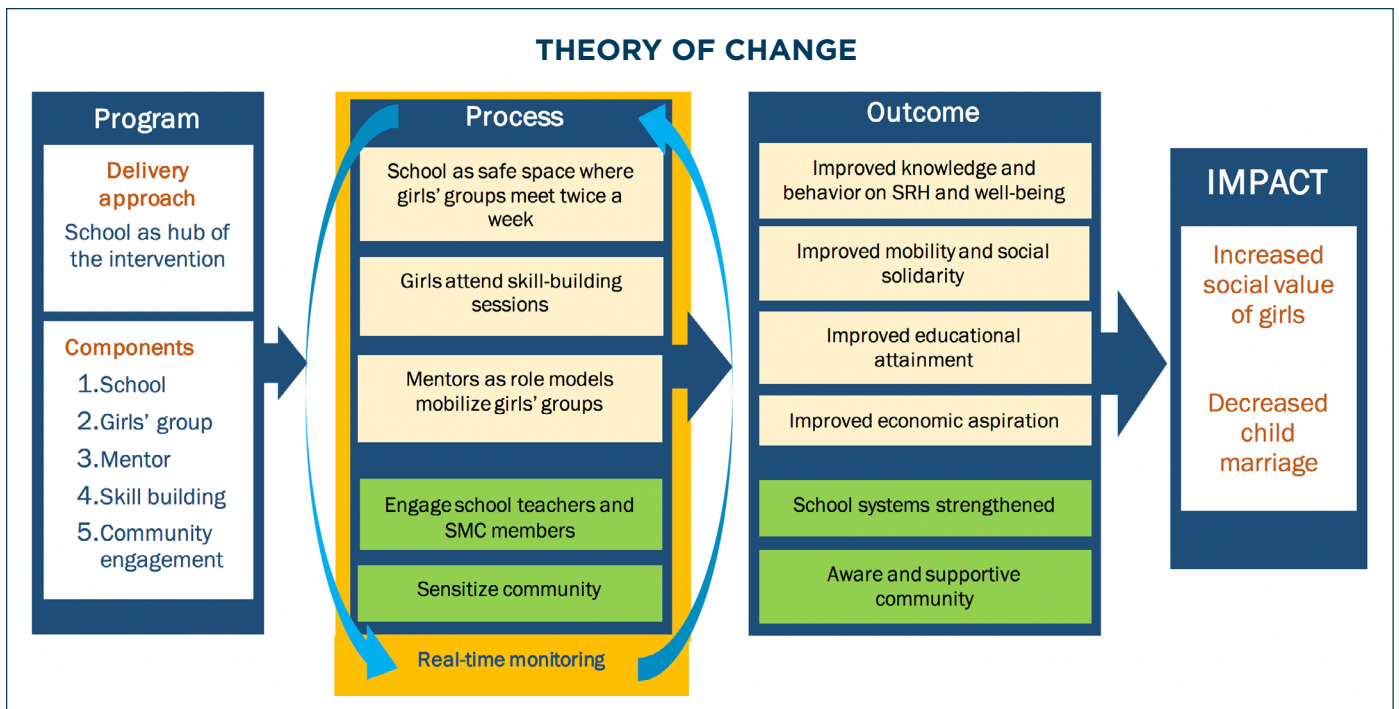 THEORY OF CHANGE
Program
Delivery
approach
School as hub of
the intervention
Components
1.School
2.Girls' group
3.Mentor
4.Skill building
5.Community
engagement
Process
School as safe space where
girls' groups meet twice a
week
Girls attend skill-building
sessions
Mentors as role models
mobilize girls' groups
Engage school teachers and
SMC members
Sensitize community
Real-time monitoring
Outcome
Improved knowledge and
behavior on SRH and well-being
Improved mobility and social
solidarity
Improved educational
attainment
Improved economic aspiration
School systems strengthened
Aware and supportive
community
IMPACT
Increased
social value
of girls
Decreased
child
marriage